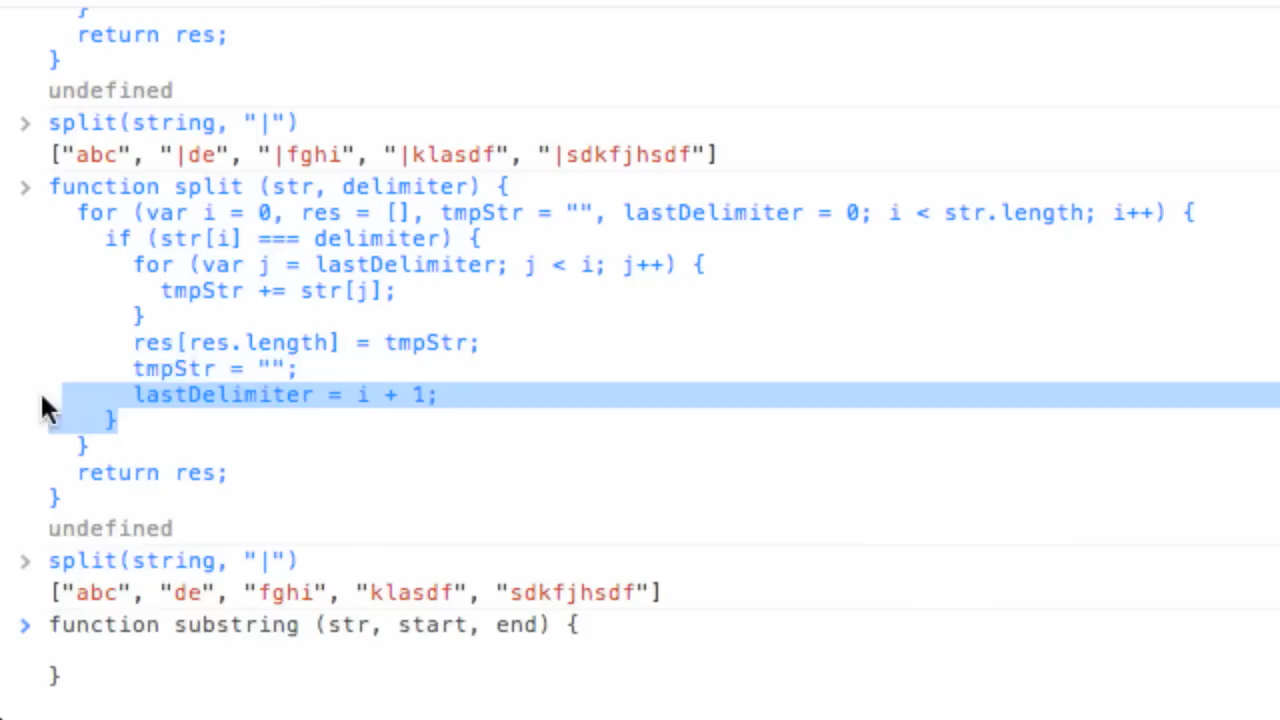 }
  return res;
}
undefined
> split(string, "|")
["abc", "|de", "|fghi", "|klasdf", "|sdkfjhsdf"]
> function split (str, delimiter) {
  for (var i = 0, res = [], tmpStr = "", lastDelimiter = 0; i < str.length; i++) {
    if (str[i] === delimiter) {
      for (var j = lastDelimiter; j < i; j++) {
        tmpStr += str[j];
      }
      res[res.length] = tmpStr;
      tmpStr = "";
      lastDelimiter = i + 1;
    }
  }
  return res;
}
undefined
> split(string, "|")
["abc", "de", "fghi", "klasdf", "sdkfjhsdf"]
> function substring (str, start, end) {
}